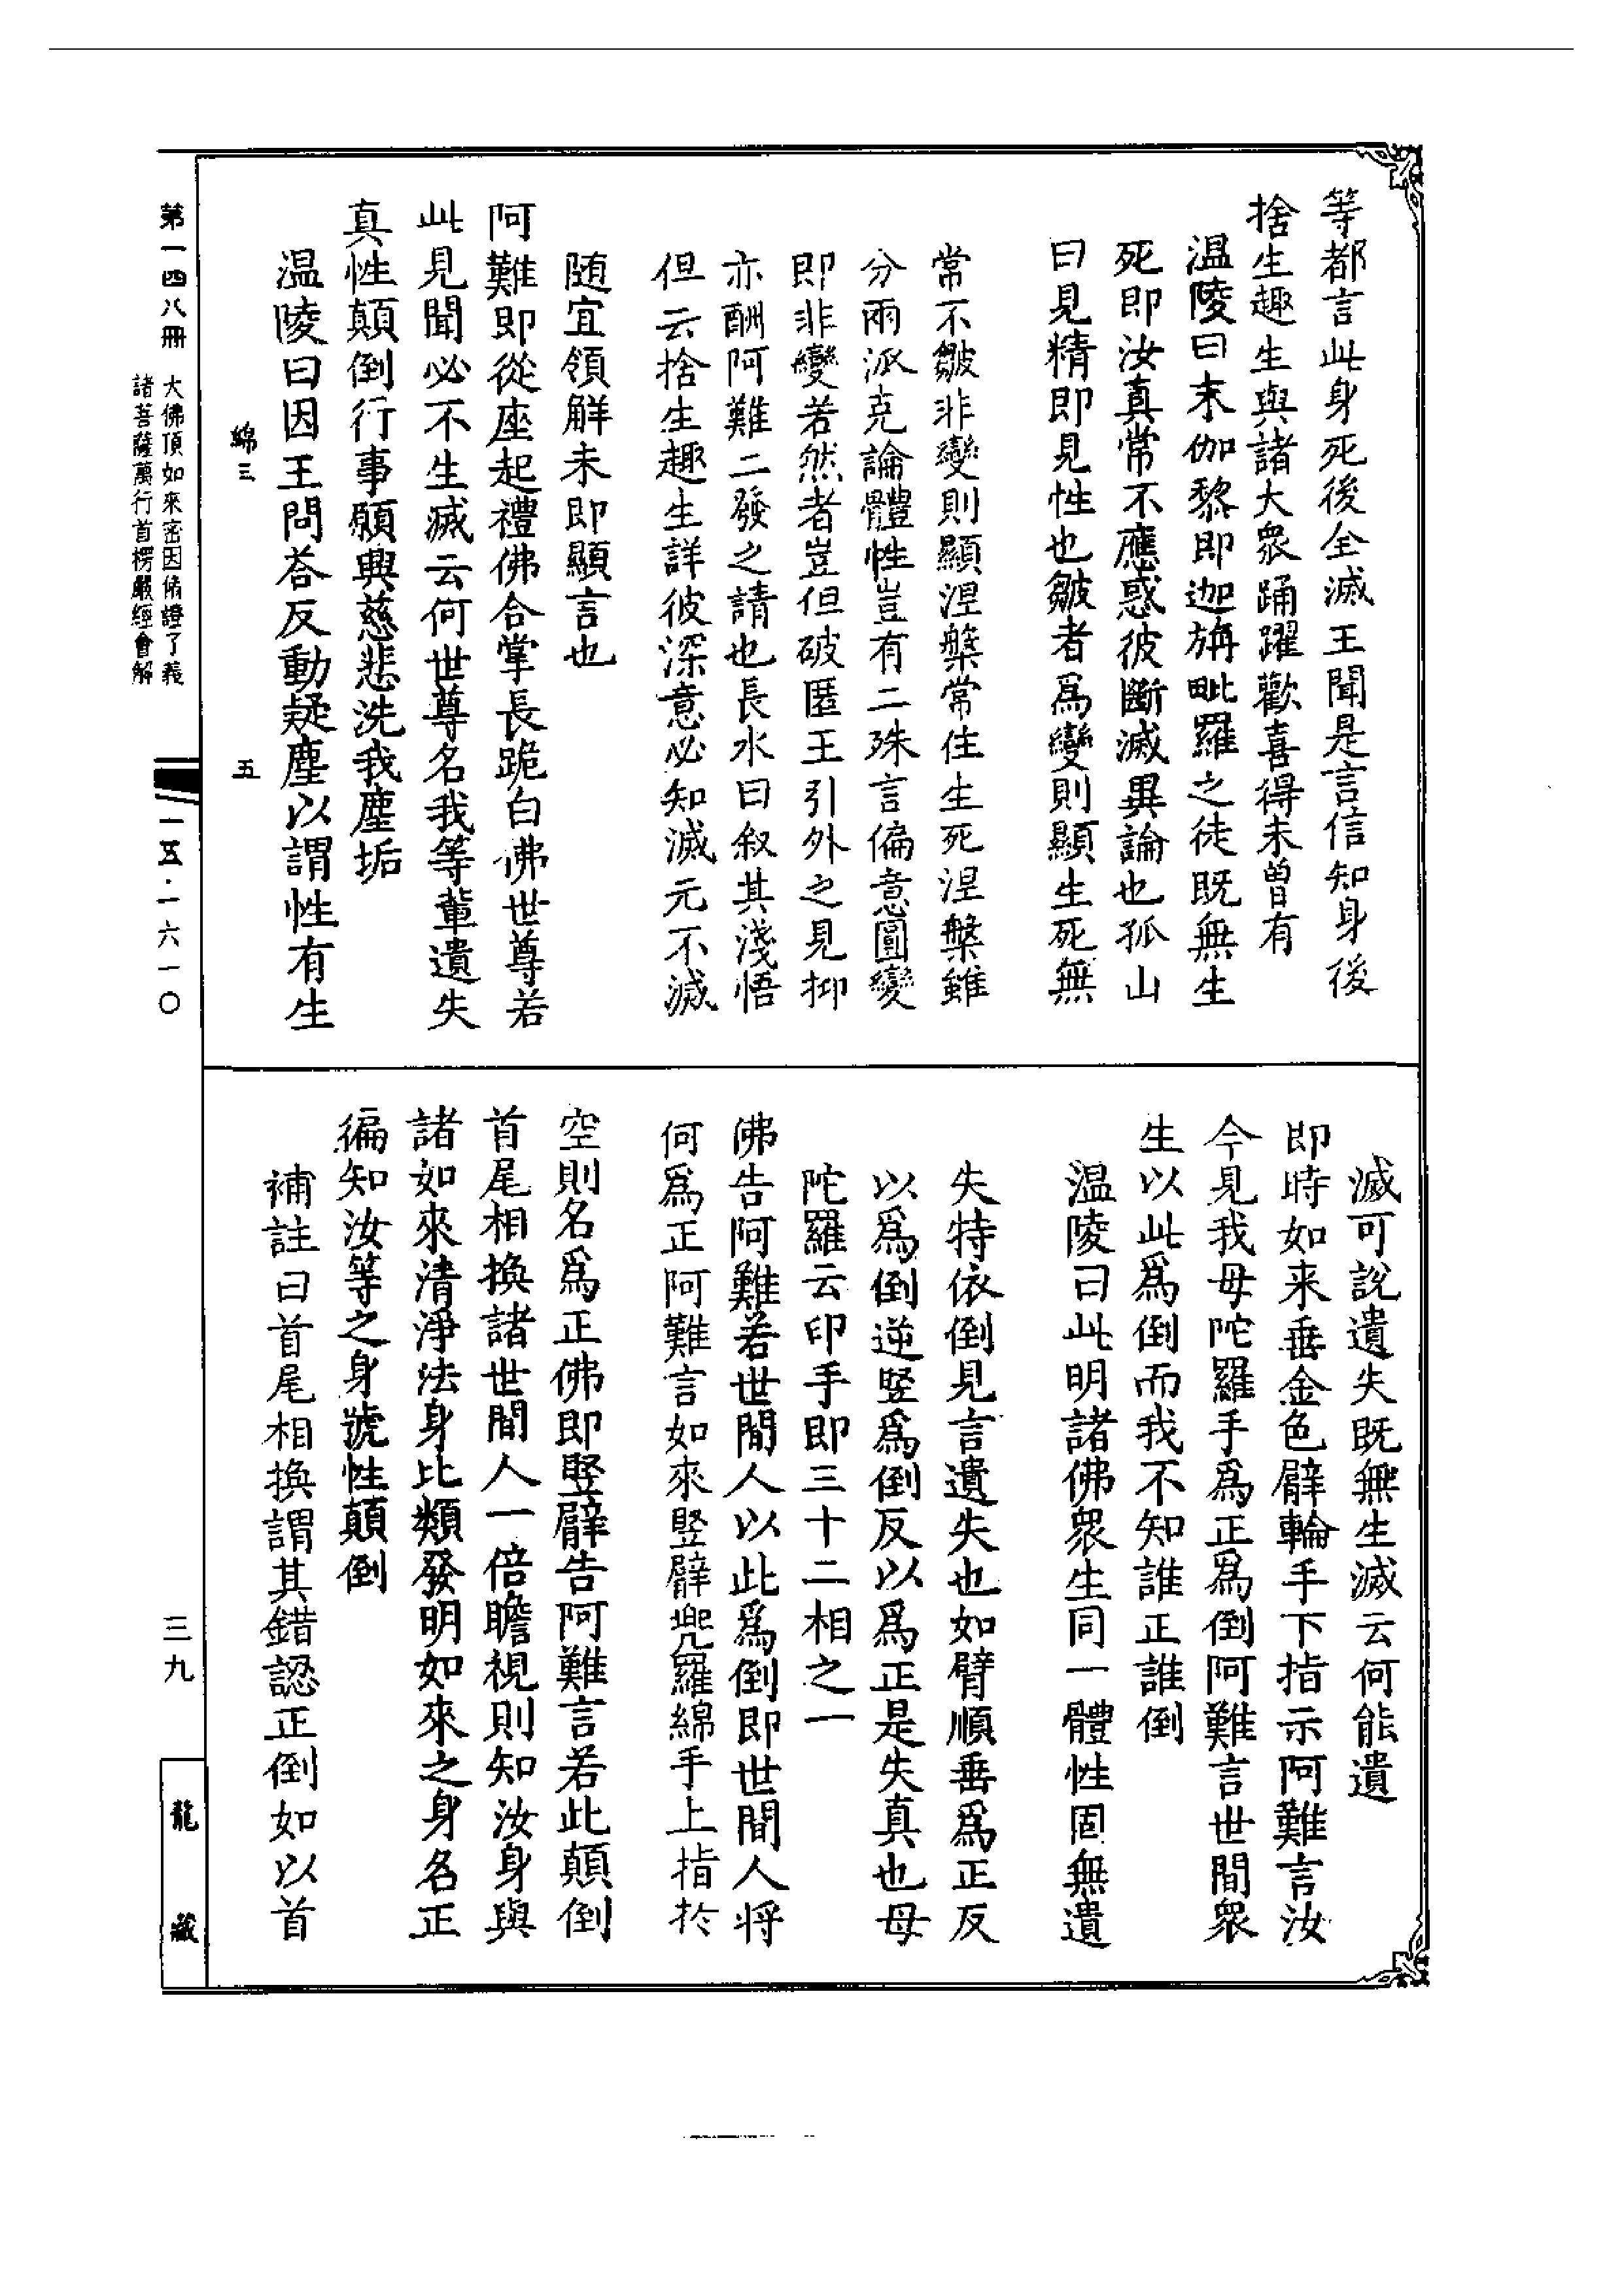 等都言此身死後全滅王聞是言信知身後
捨生趣生與諸大眾踊躍歡喜得未曾有
温陵曰末伽黎即迦旃毗羅之徒既無生
死即汝真常不應惑彼斷滅異論也孤山
曰見精即見性也皺者為變則顯生死無
常不皺非變則顯涅槃常住生死涅槃雖
分兩派克論體性豈有二殊言偏意圓變
即非變若然者豈但破匿王引外之見抑
亦酬阿難二發之請也長水曰叙其淺悟
但云捨生趣生詳彼深意必知滅元不滅
随宜領解未即顯言也
阿難即從座起禮佛合掌長跪白佛世尊若
此見聞必不生滅云何世尊名我等輩遺失
真性顛倒行事願興慈悲洗我塵垢
温陵曰因王問荅反動疑塵以謂性有生
綿三 五
滅可說遺失既無生滅云何能遺
即時如来垂金色臂輪手下指示阿難言汝
今見我母陀羅手為正為倒阿難言世間眾
生以此為倒而我不知誰正誰倒
温陵曰此明諸佛眾生同一體性固無遺
失特依倒見言遺失也如臂順垂為正反
以為倒逆竪為倒反以為正是失真也母
陀羅云印手即三十二相之一
佛告阿難若世間人以此為倒即世間人将
何為正阿難言如來竪臂兜羅綿手上指於
空則名為正佛即竪臂告阿難言若此顛倒
首尾相換諸世間人一倍瞻視則知汝身與
諸如來清淨法身比類發明如來之身名正
徧知汝等之身號性顛倒
補註曰首尾相換謂其錯認正倒如以首
第一四八冊 大佛頂如來密因脩證了義
諸菩薩萬行首楞嚴經會解
一五·一六一〇
三九
龍藏